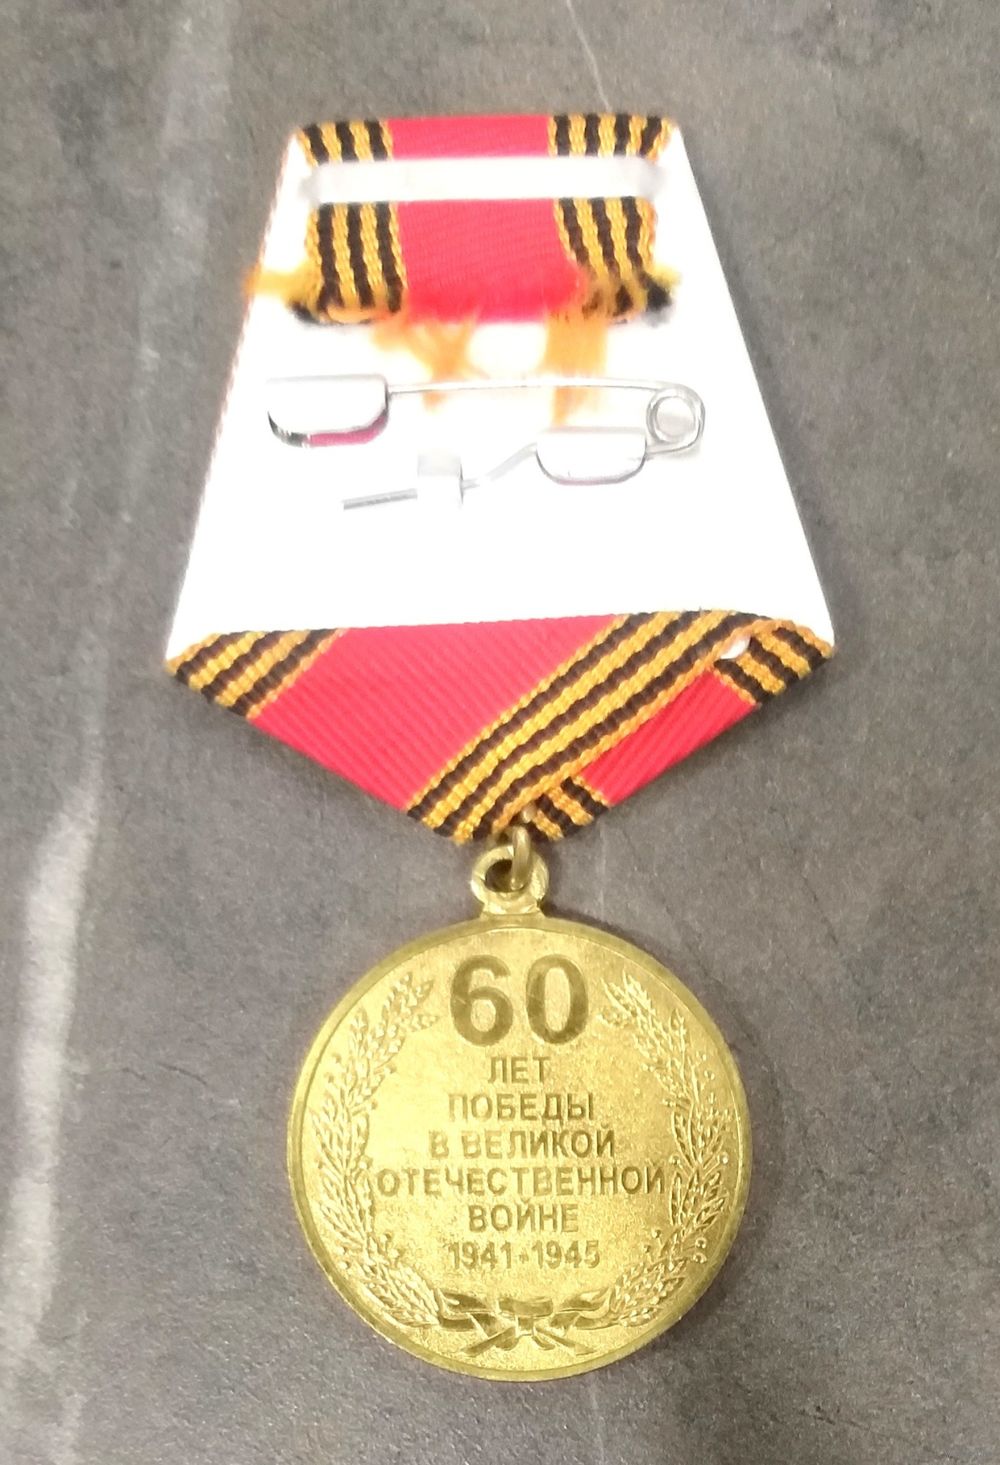 60
ЛЕТ
ПОБЕДЫ
В ВЕЛИКОЙ
ОТЕЧЕСТВЕННОЙ
ВОЙНЕ
1941-1945